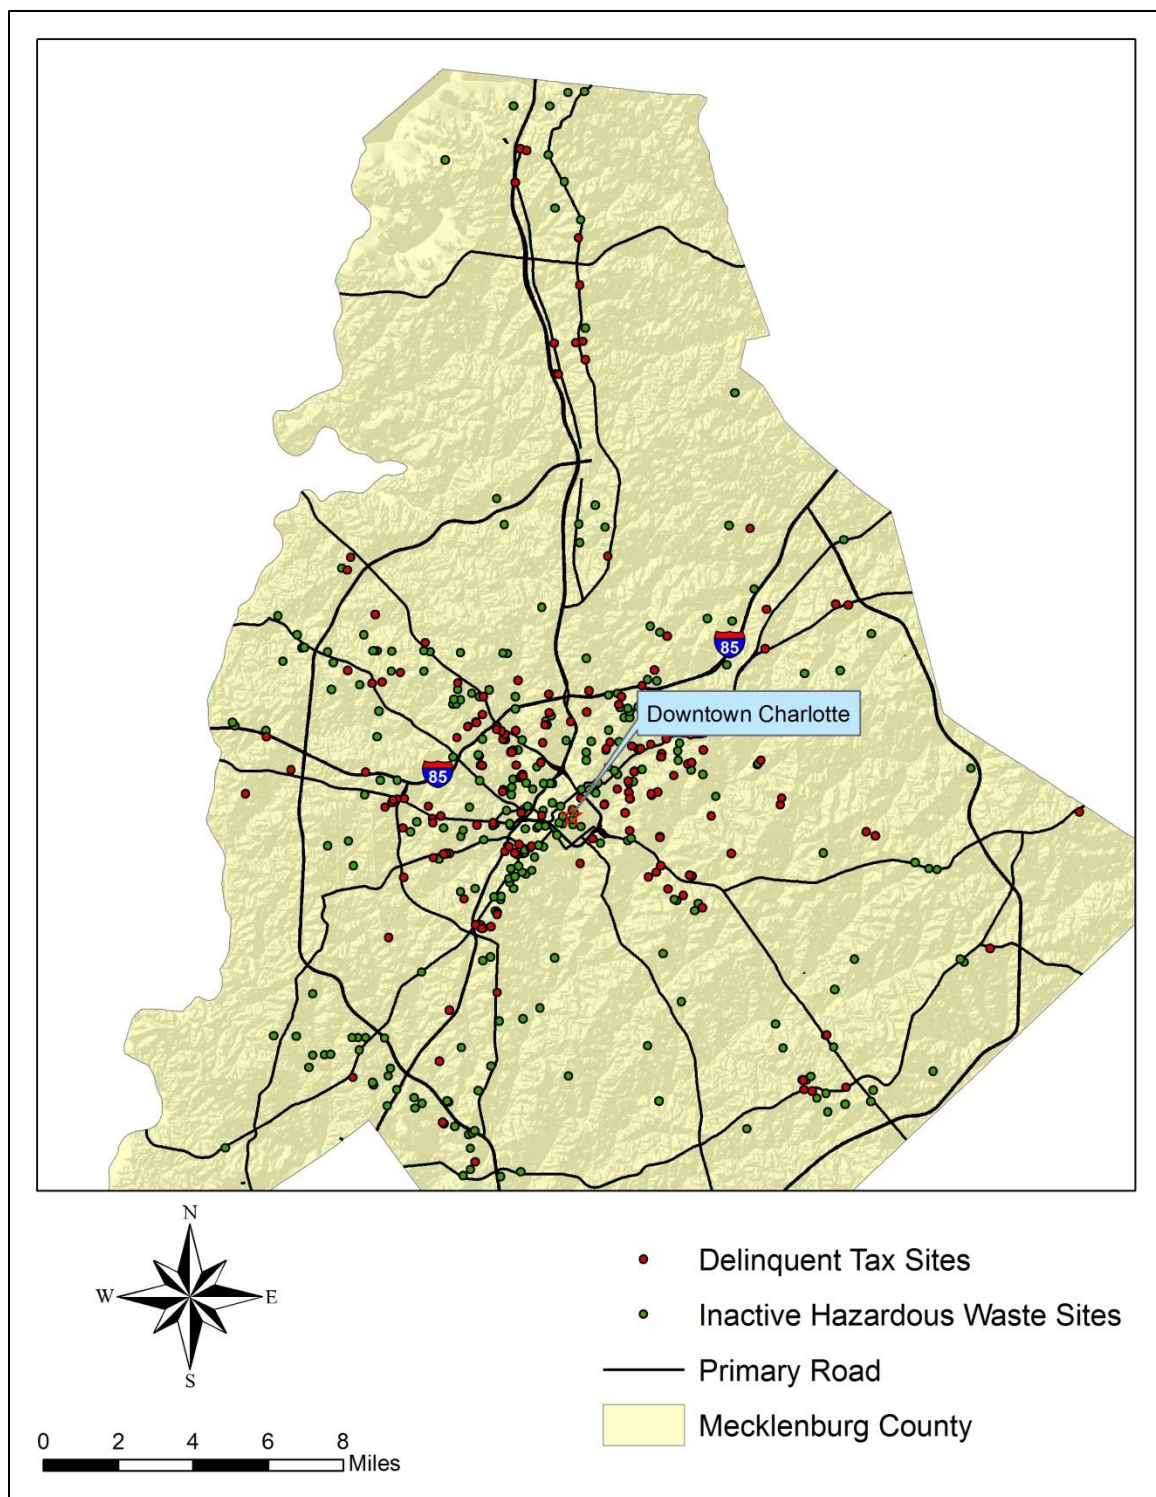 85
Downtown Charlotte
85
N
W E
S
Delinquent Tax Sites
Inactive Hazardous Waste Sites
Primary Road
Mecklenburg County
0 2 4 6 8
Miles